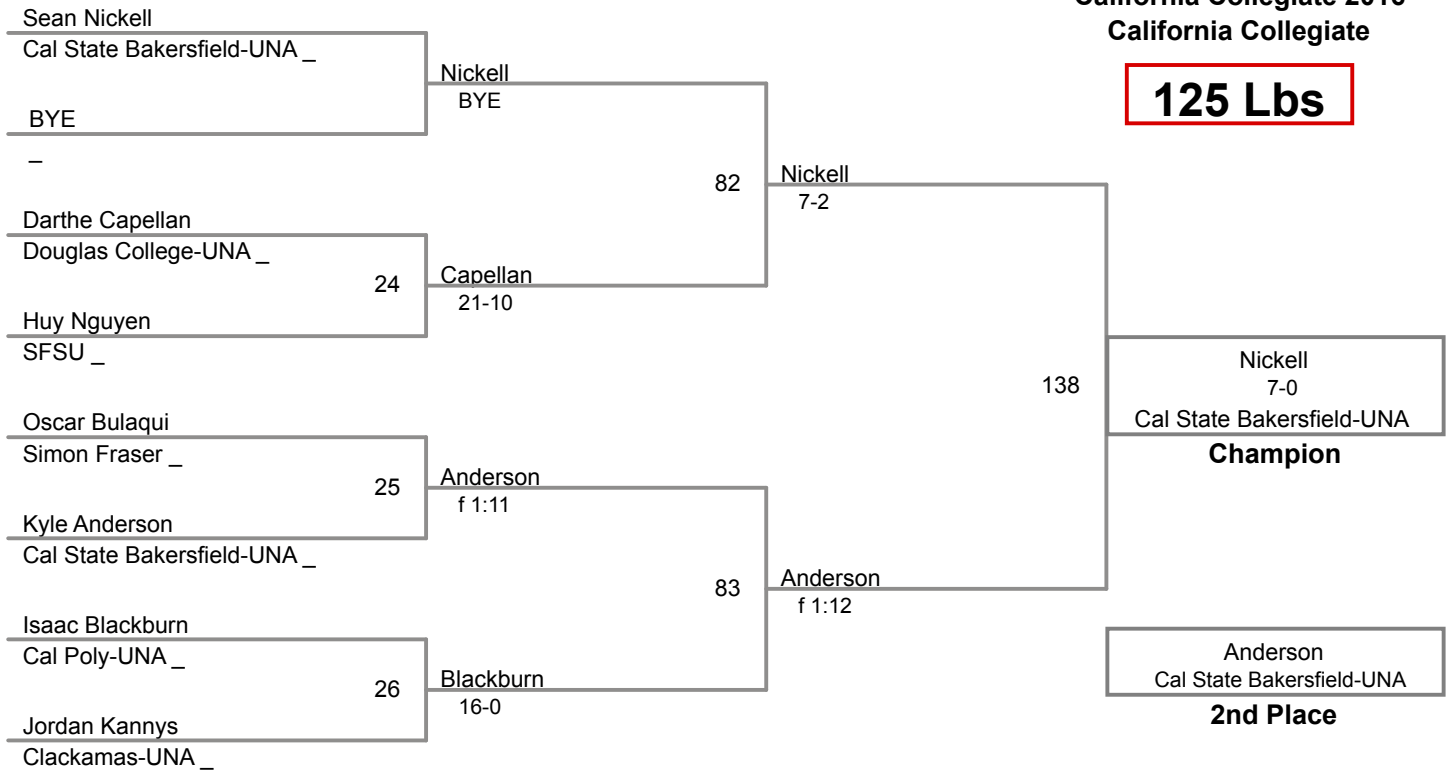 California Collegiate
California Collegiate
125 Lbs
Sean Nickell
Cal State Bakersfield-UNA _
BYE
_
Darthe Capellan
Douglas College-UNA _
Huy Nguyen
SFSU _
Oscar Bulaqui
Simon Fraser _
Kyle Anderson
Cal State Bakersfield-UNA _
Isaac Blackburn
Cal Poly-UNA _
Jordan Kannys
Clackamas-UNA _
24
25
26
Nickell
BYE
Capellan
21-10
Anderson
f 1:11
Blackburn
16-0
82
83
Nickell
7-2
Anderson
f 1:12
138
Nickell
7-0
Cal State Bakersfield-UNA
Champion
Anderson
Cal State Bakersfield-UNA
2nd Place